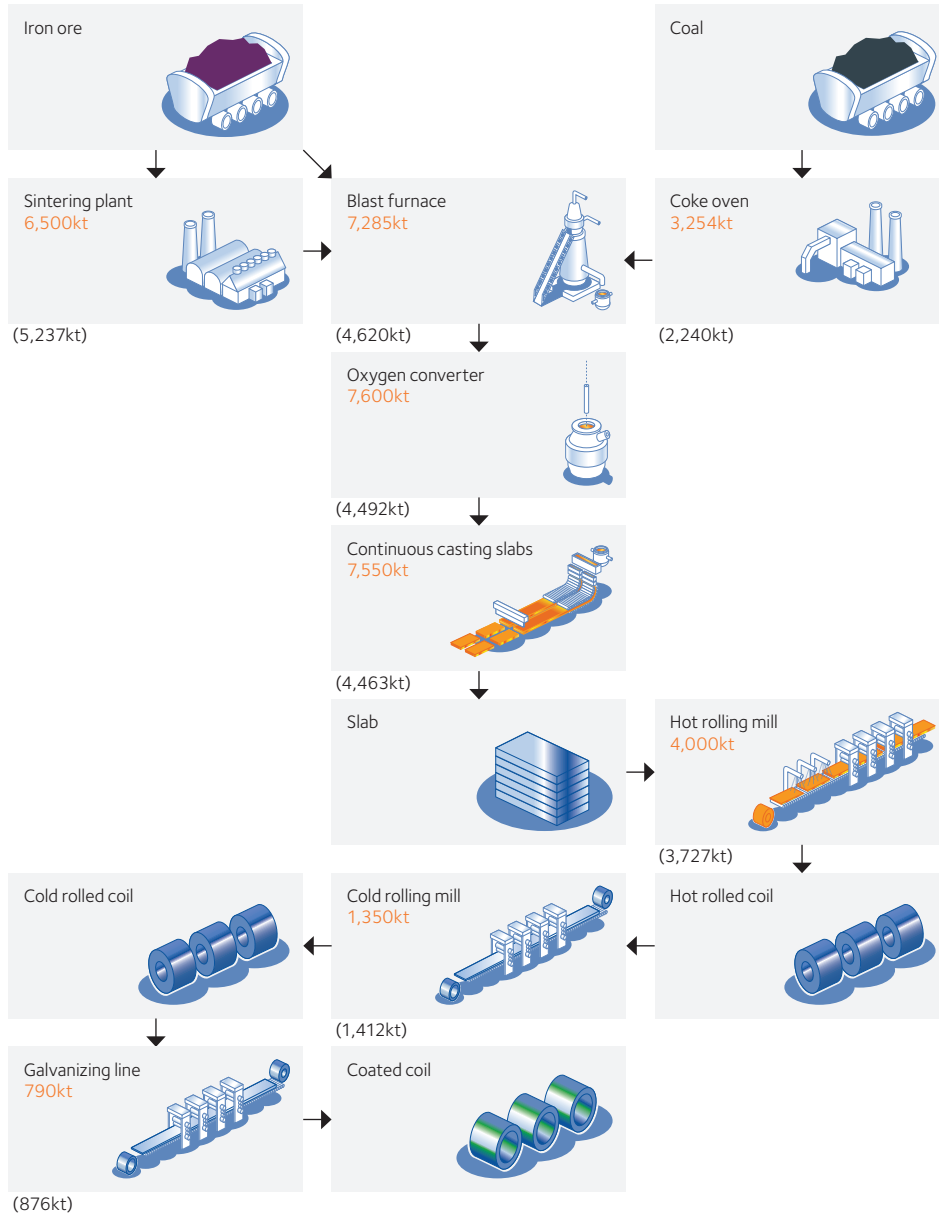 Iron ore
Coal
Sintering plant
6,500kt
Blast furnace
7,285kt
Coke oven
3,254kt
(5,237kt)
(4,620kt)
(2,240kt)
Oxygen converter
7,600kt
(4,492kt)
Continuous casting slabs
7,550kt
(4,463kt)
Slab
Hot rolling mill
4,000kt
(3,727kt)
Cold rolled coil
Cold rolling mill
1,350kt
Hot rolled coil
(1,412kt)
Galvanizing line
790kt
Coated coil
(876kt)